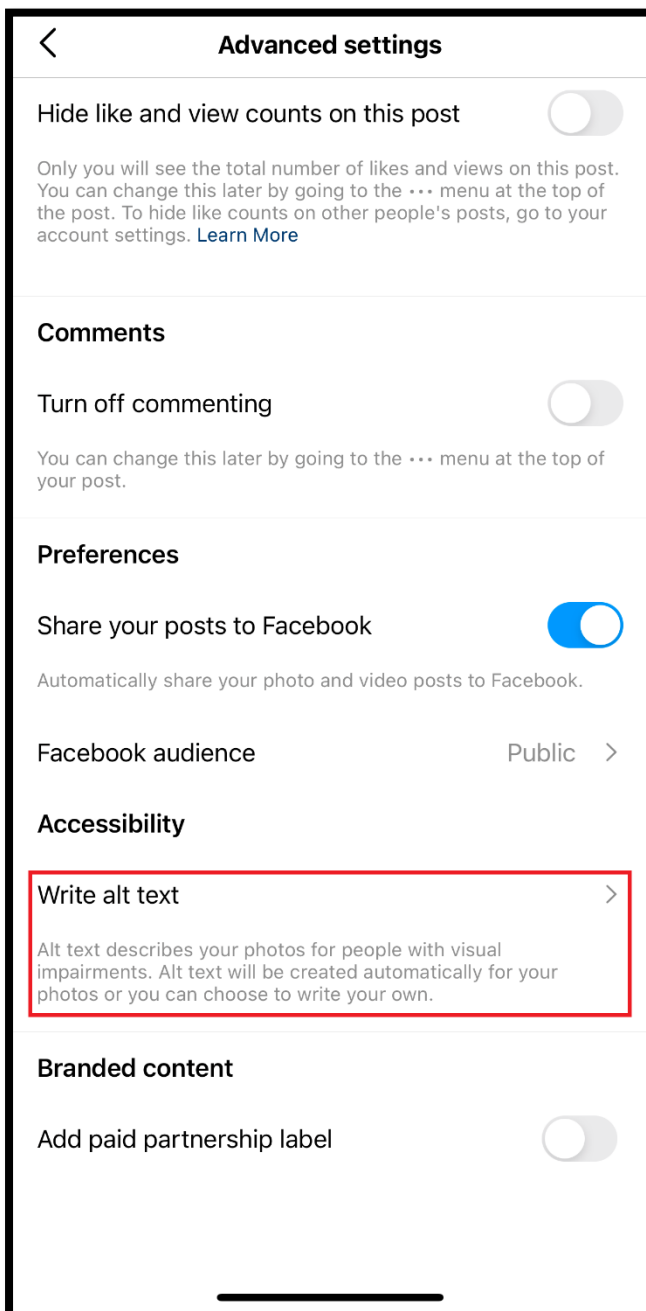 Advanced settings
Hide like and view counts on this post
Only you will see the total number of likes and views on this post.
You can change this later by going to the ••• menu at the top of
the post. To hide like counts on other people's posts, go to your
account settings. Learn More
Comments
Turn off commenting
You can change this later by going to the ••• menu at the top of
your post.
Preferences
Share your posts to Facebook
Automatically share your photo and video posts to Facebook.
Facebook audience Public
Accessibility
Write alt text
Alt text describes your photos for people with visual
impairments. Alt text will be created automatically for your
photos or you can choose to write your own.
Branded content
Add paid partnership label